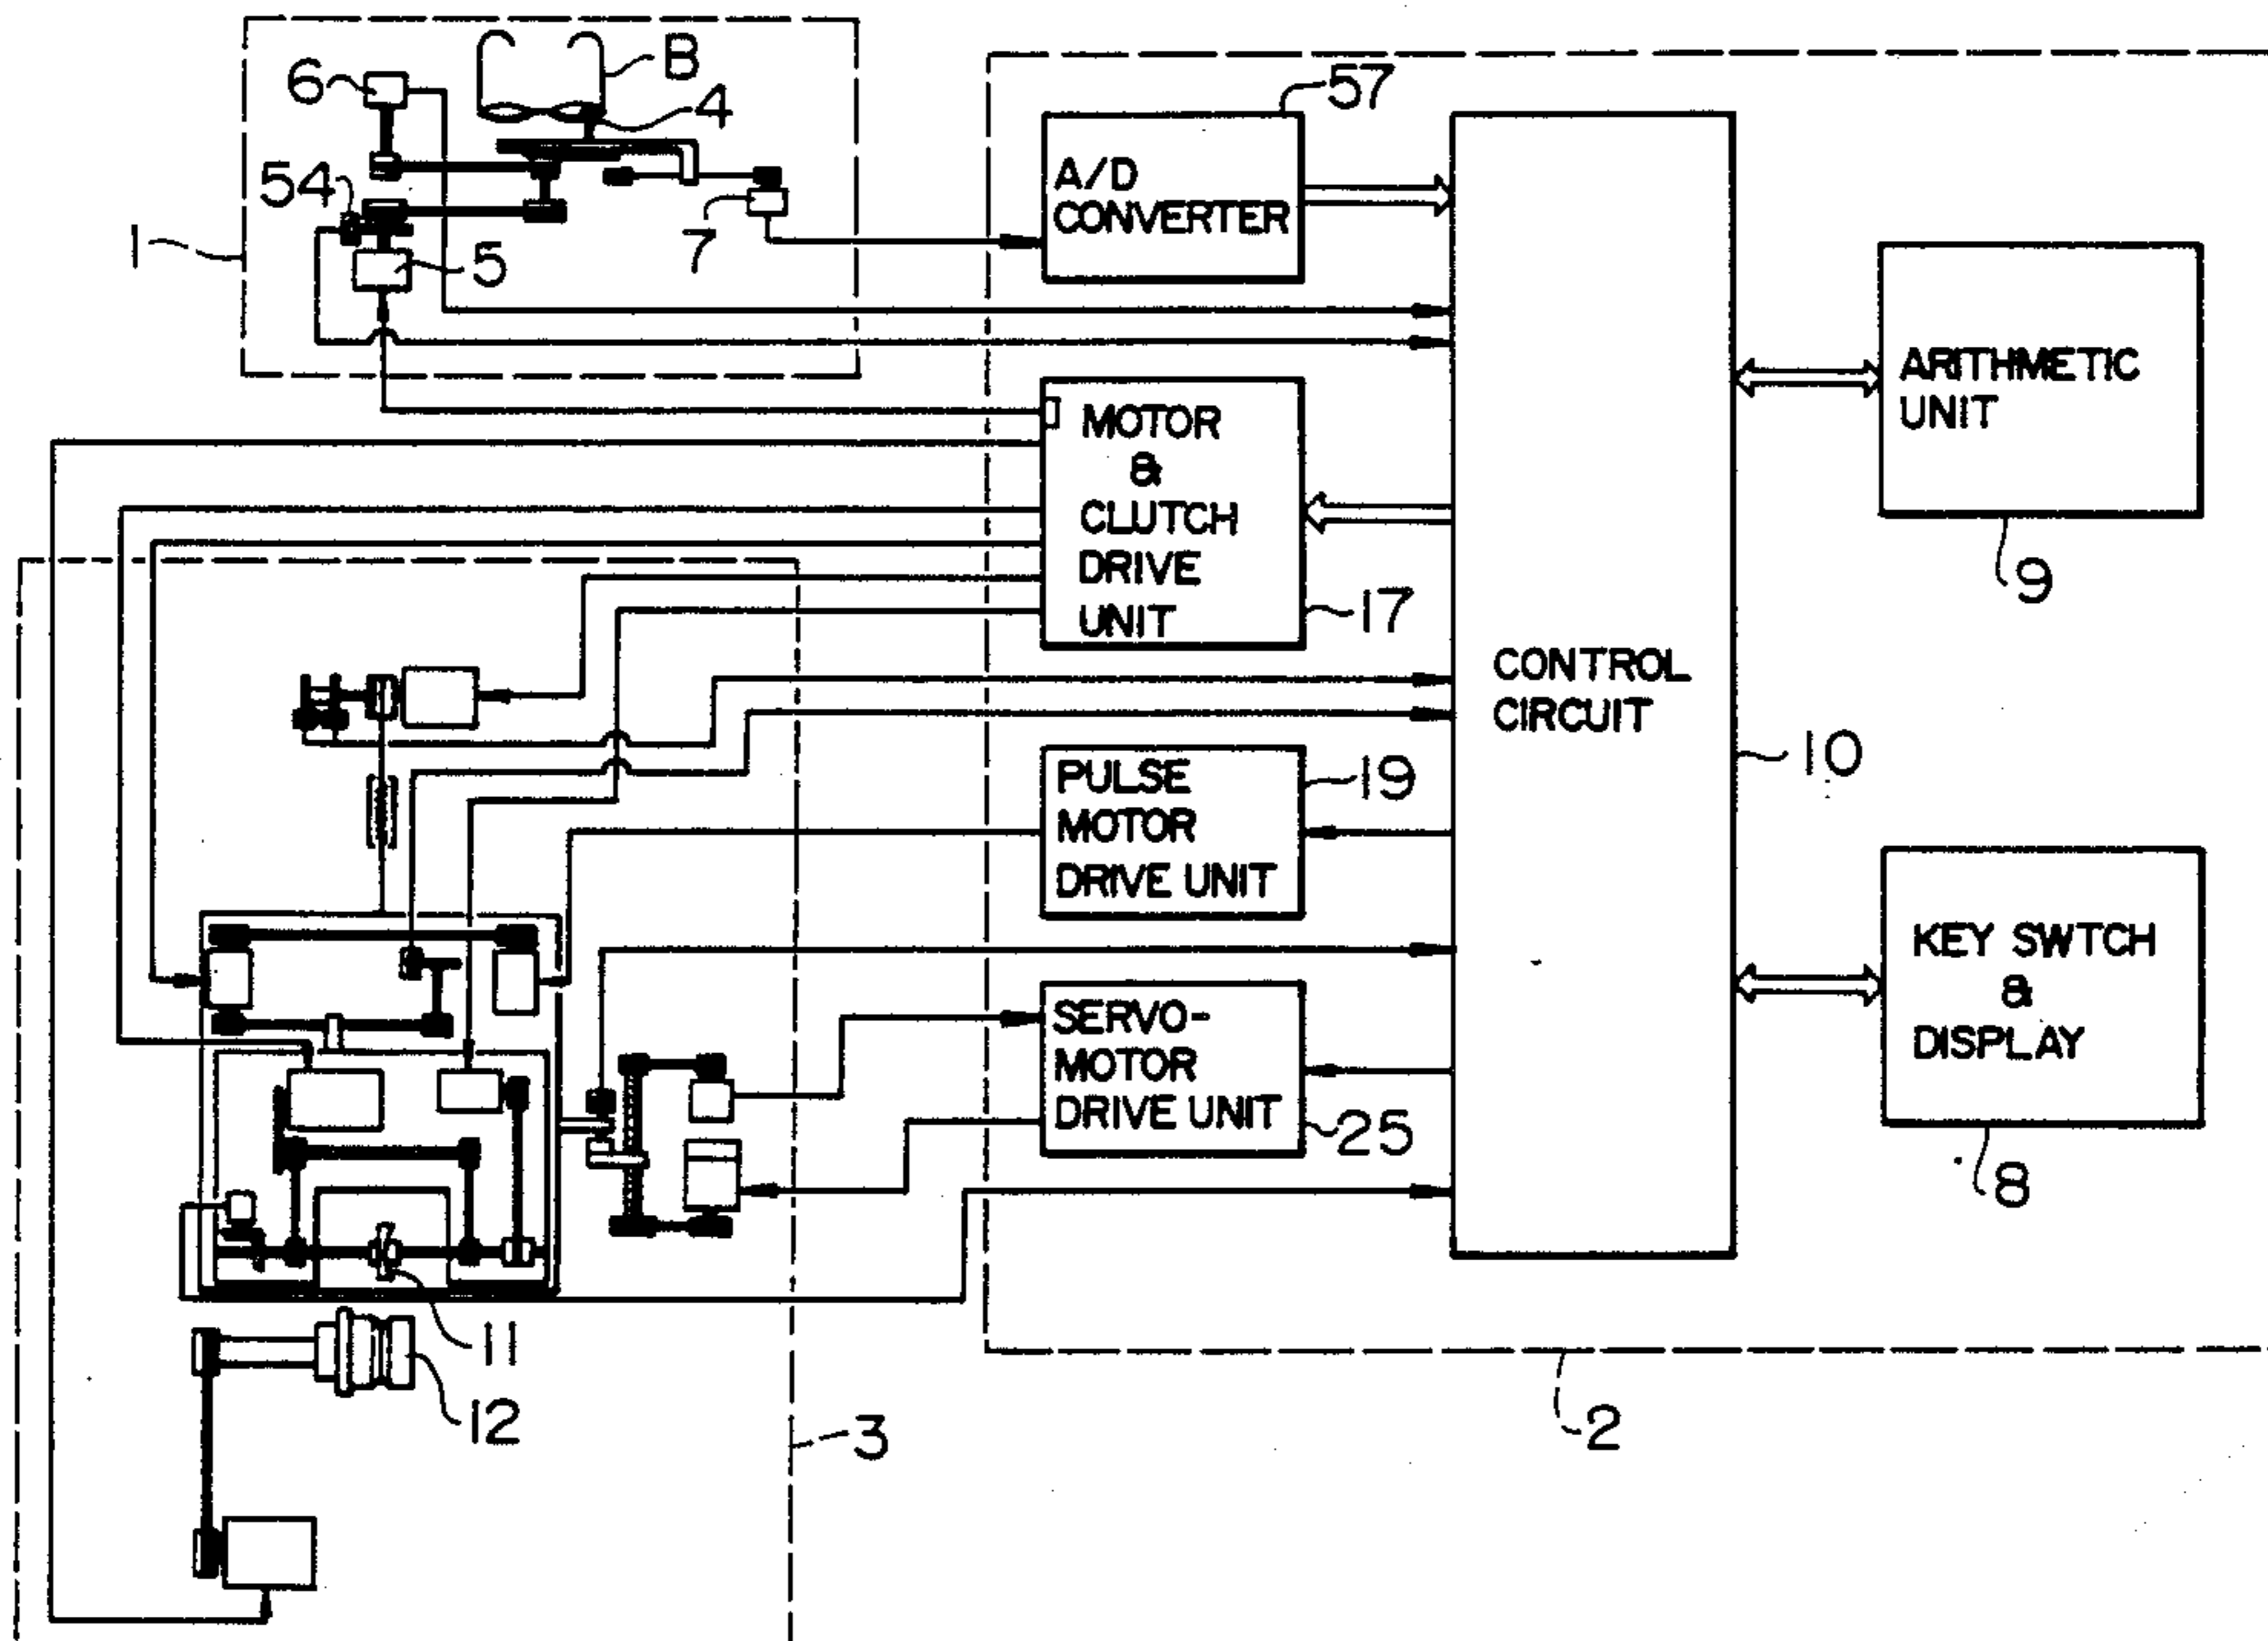 B
6
4
57
54
1
5
7
A/D
CONVERTER
MOTOR
&
CLUTCH
DRIVE
UNIT
17
ARITHMETIC
UNIT
9
CONTROL
CIRCUIT
10
PULSE
MOTOR
DRIVE UNIT
19
KEY SWTCH
&
DISPLAY
8
SERVO-
MOTOR
DRIVE UNIT
25
11
12
3
2